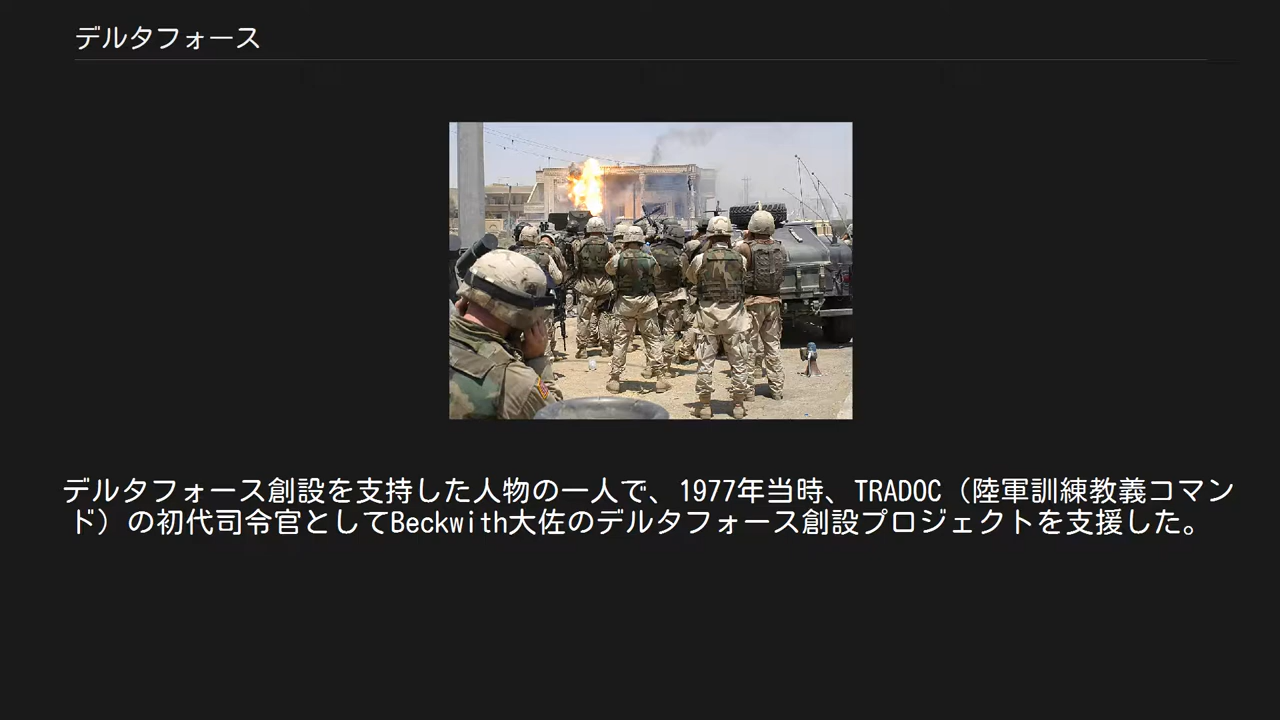 デルタフォース
デルタフォース創設を支持した人物の一人で、1977年当時、TRADOC（陸軍訓練教義コマン
ド）の初代司令官としてBeckwith大佐のデルタフォース創設プロジェクトを支援した。